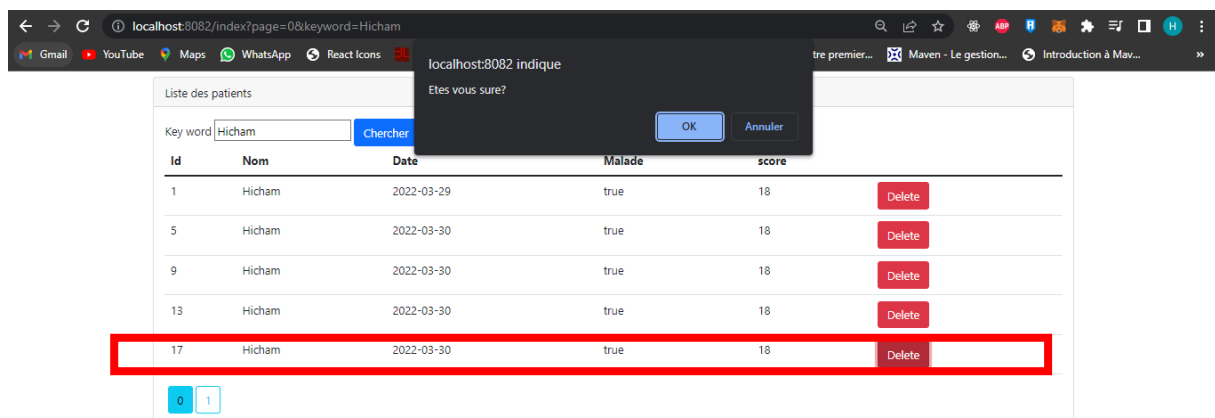 localhost:8082/index?page=0&keyword=Hicham
ABP
H
Gmail YouTube Maps WhatsApp React Icons tre premier... Maven - Le gestion... Introduction à Mav... »
localhost:8082 indique
Etes vous sure?
OK Annuler
Liste des patients
Key word Hicham Chercher
Id Nom Date Malade score
1 Hicham 2022-03-29 true 18 Delete
5 Hicham 2022-03-30 true 18 Delete
9 Hicham 2022-03-30 true 18 Delete
13 Hicham 2022-03-30 true 18 Delete
17 Hicham 2022-03-30 true 18 Delete
0 1